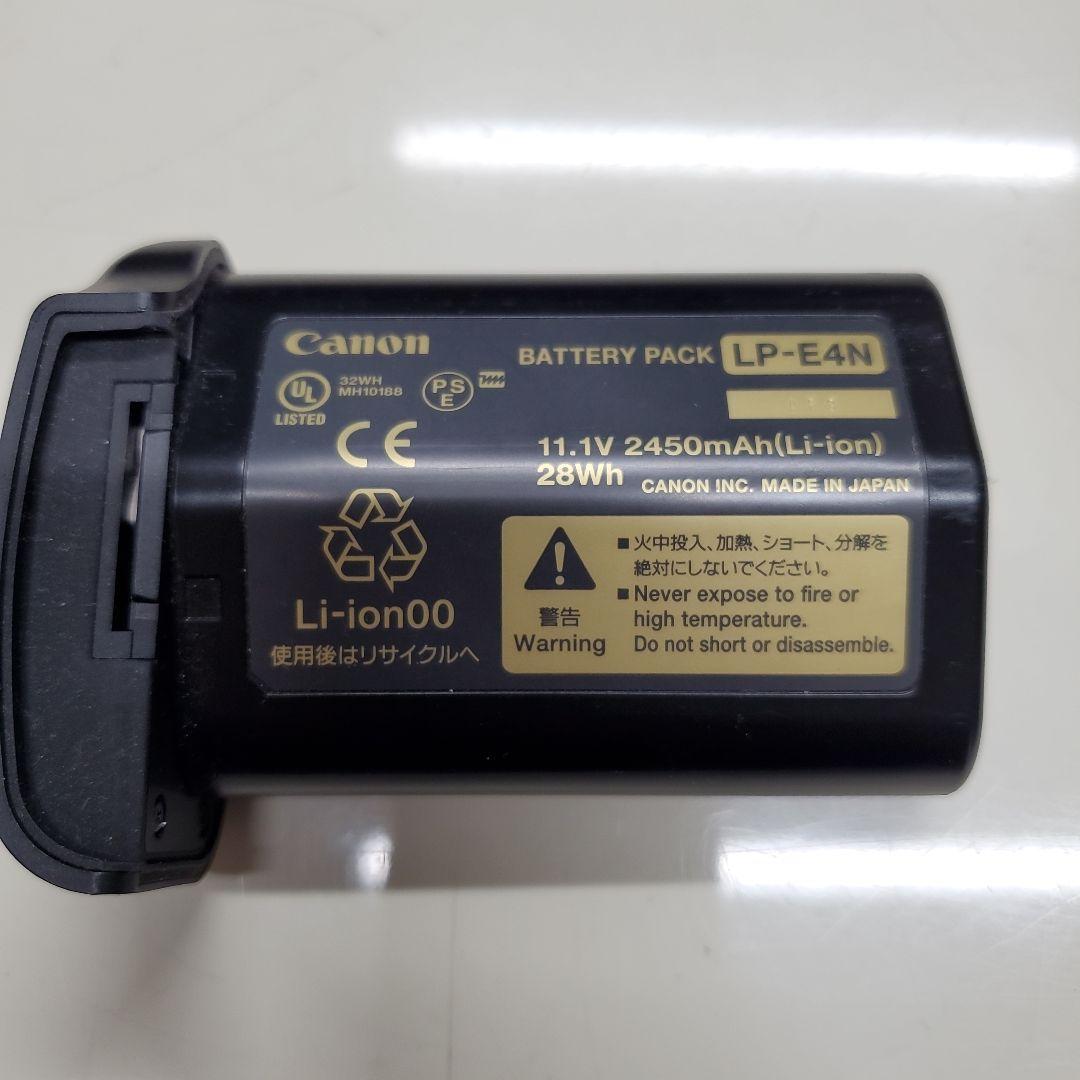 Canon
BATTERY PACK LP-E4N
UL
LISTED
32WH
MH10188
PS
E
CE
11.1V 2450mAh(Li-ion)
28Wh CANON INC. MADE IN JAPAN
Li-ion00
使用後はリサイクルへ
警告
Warning
■火中投入、加熱、ショート、分解を
絶対にしないでください。
■Never expose to fire or
high temperature.
Do not short or disassemble.